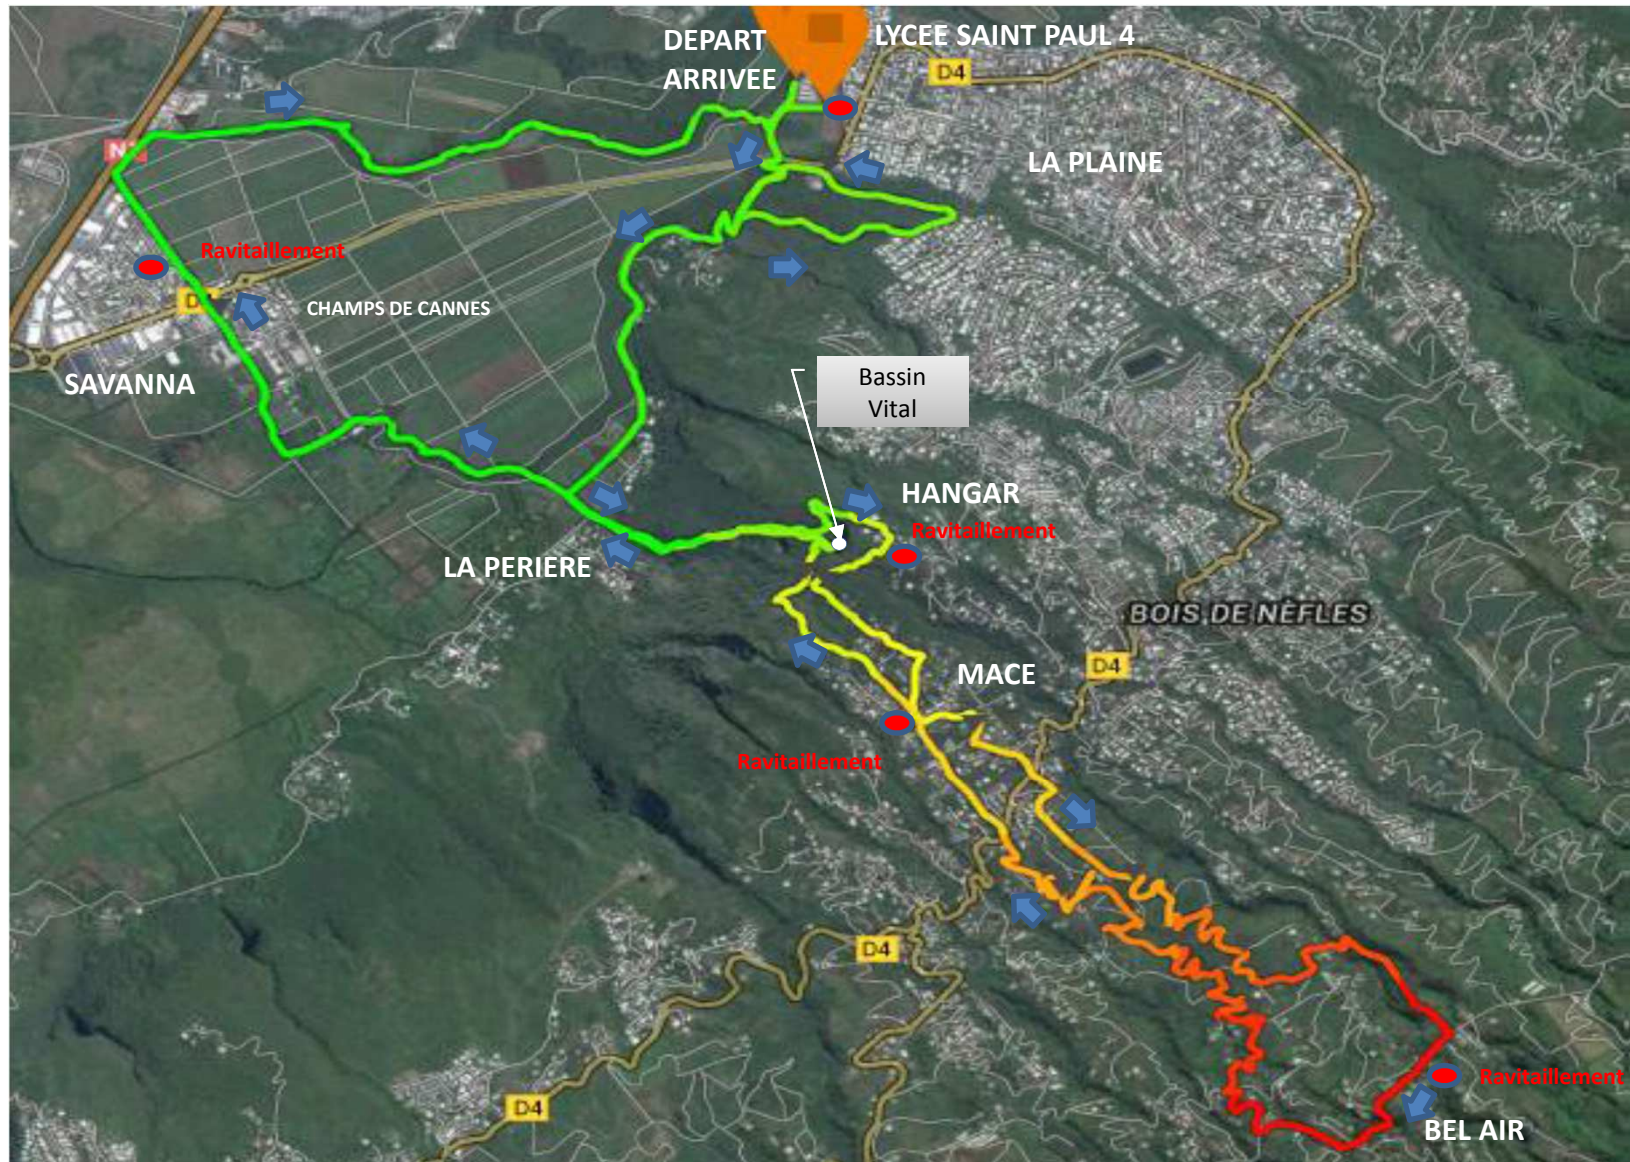 DEPART
ARRIVEE
LYCEE SAINT PAUL 4
D4
LA PLAINE
Ravitaillement
CHAMPS DE CANNES
SAVANNA
Bassin
Vital
HANGAR
Ravitaillement
LA PERIERE
BOIS DE NÈFLES
MACE
D4
Ravitaillement
D4
Ravitaillement
D4
BEL AIR